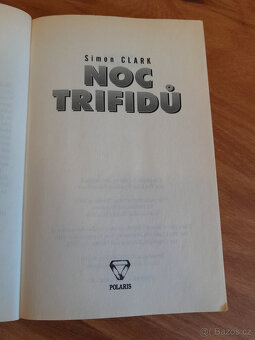 Simon CLARK
NOC
TRIFIDŮ
POLARIS
© Bazos.cz